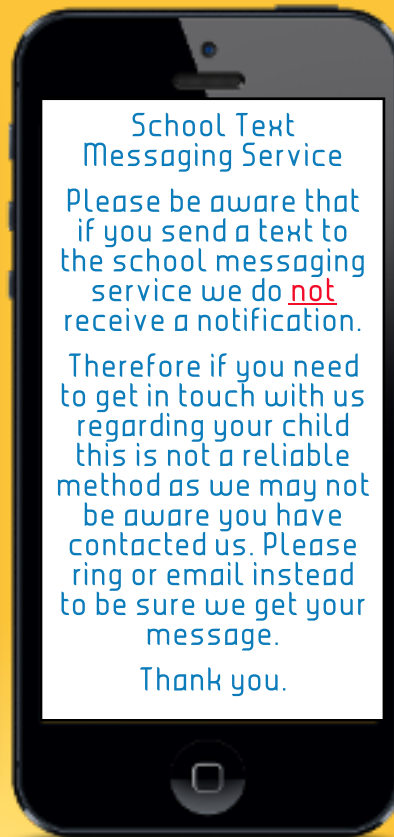 School Text
Messaging Service
Please be aware that
if you send a text to
the school messaging
service we do not
receive a notification.
Therefore if you need
to get in touch with us
regarding your child
this is not a reliable
method as we may not
be aware you have
contacted us. Please
ring or email instead
to be sure we get your
message.
Thank you.